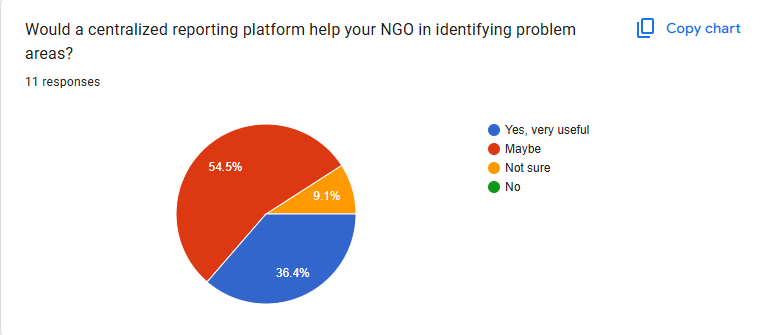 Would a centralized reporting platform help your NGO in identifying problem
areas?
Copy chart
11 responses
54.5%
9.1%
36.4%
Yes, very useful
Maybe
Not sure
No